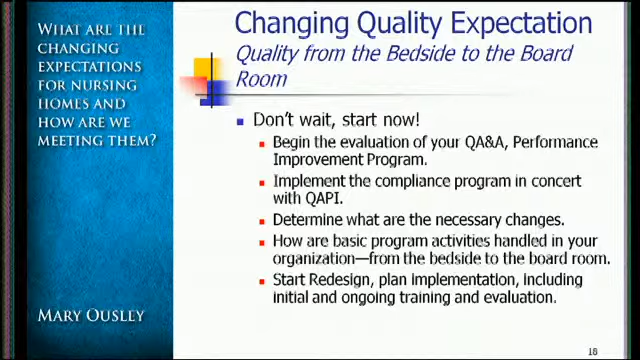 WHAT ARE THE
CHANGING
EXPECTATIONS
FOR NURSING
HOMES AND
HOW ARE WE
MEETING THEM?
MARY OUSLEY
Changing Quality Expectation
Quality from the Bedside to the Board
Room
Don't wait, start now!
Begin the evaluation of your QA&A, Performance
Improvement Program.
Implement the compliance program in concert
with QAPI.
Determine what are the necessary changes.
How are basic program activities handled in your
organization—from the bedside to the board room.
Start Redesign, plan implementation, including
initial and ongoing training and evaluation.
18